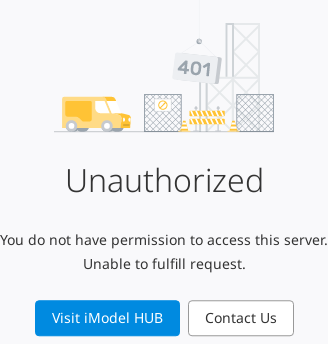 401
Unauthorized
You do not have permission to access this server.
Unable to fulfill request.
Visit iModel HUB
Contact Us